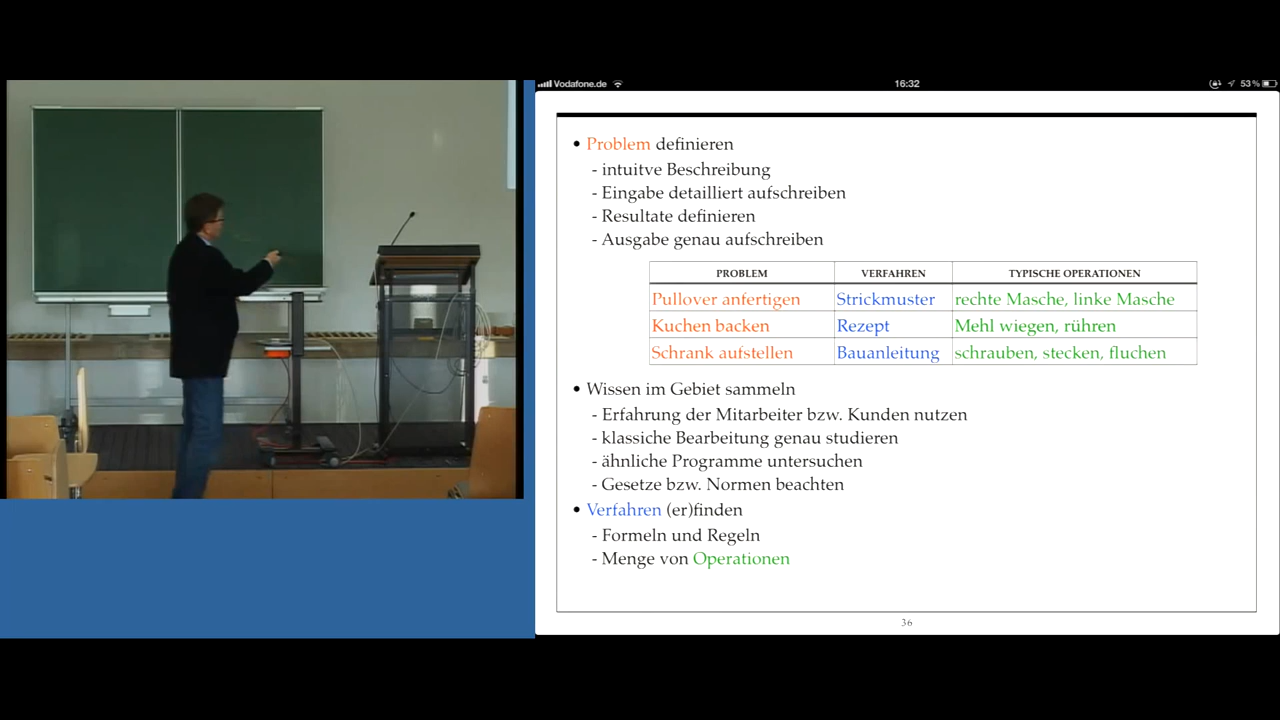 Vodafone.de 16:32 53 %
• Problem definieren
- intuitve Beschreibung
- Eingabe detailliert aufschreiben
- Resultate definieren
- Ausgabe genau aufschreiben
PROBLEM VERFAHREN TYPISCHE OPERATIONEN
Pullover anfertigen Strickmuster rechte Masche, linke Masche
Kuchen backen Rezept Mehl wiegen, rühren
Schrank aufstellen Bauanleitung schrauben, stecken, fluchen
• Wissen im Gebiet sammeln
- Erfahrung der Mitarbeiter bzw. Kunden nutzen
- klassiche Bearbeitung genau studieren
- ähnliche Programme untersuchen
- Gesetze bzw. Normen beachten
• Verfahren (er)finden
- Formeln und Regeln
- Menge von Operationen
36